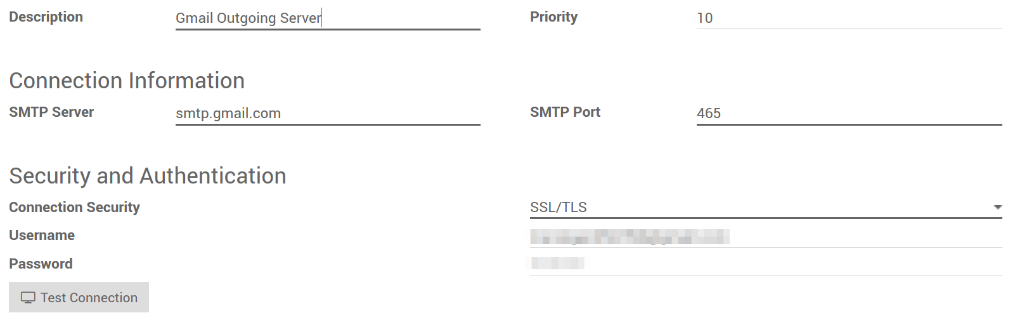 Description Gmail Outgoing Server Priority 10
Connection Information
SMTP Server smtp.gmail.com SMTP Port 465
Security and Authentication
Connection Security SSL/TLS
Username
Password
Test Connection